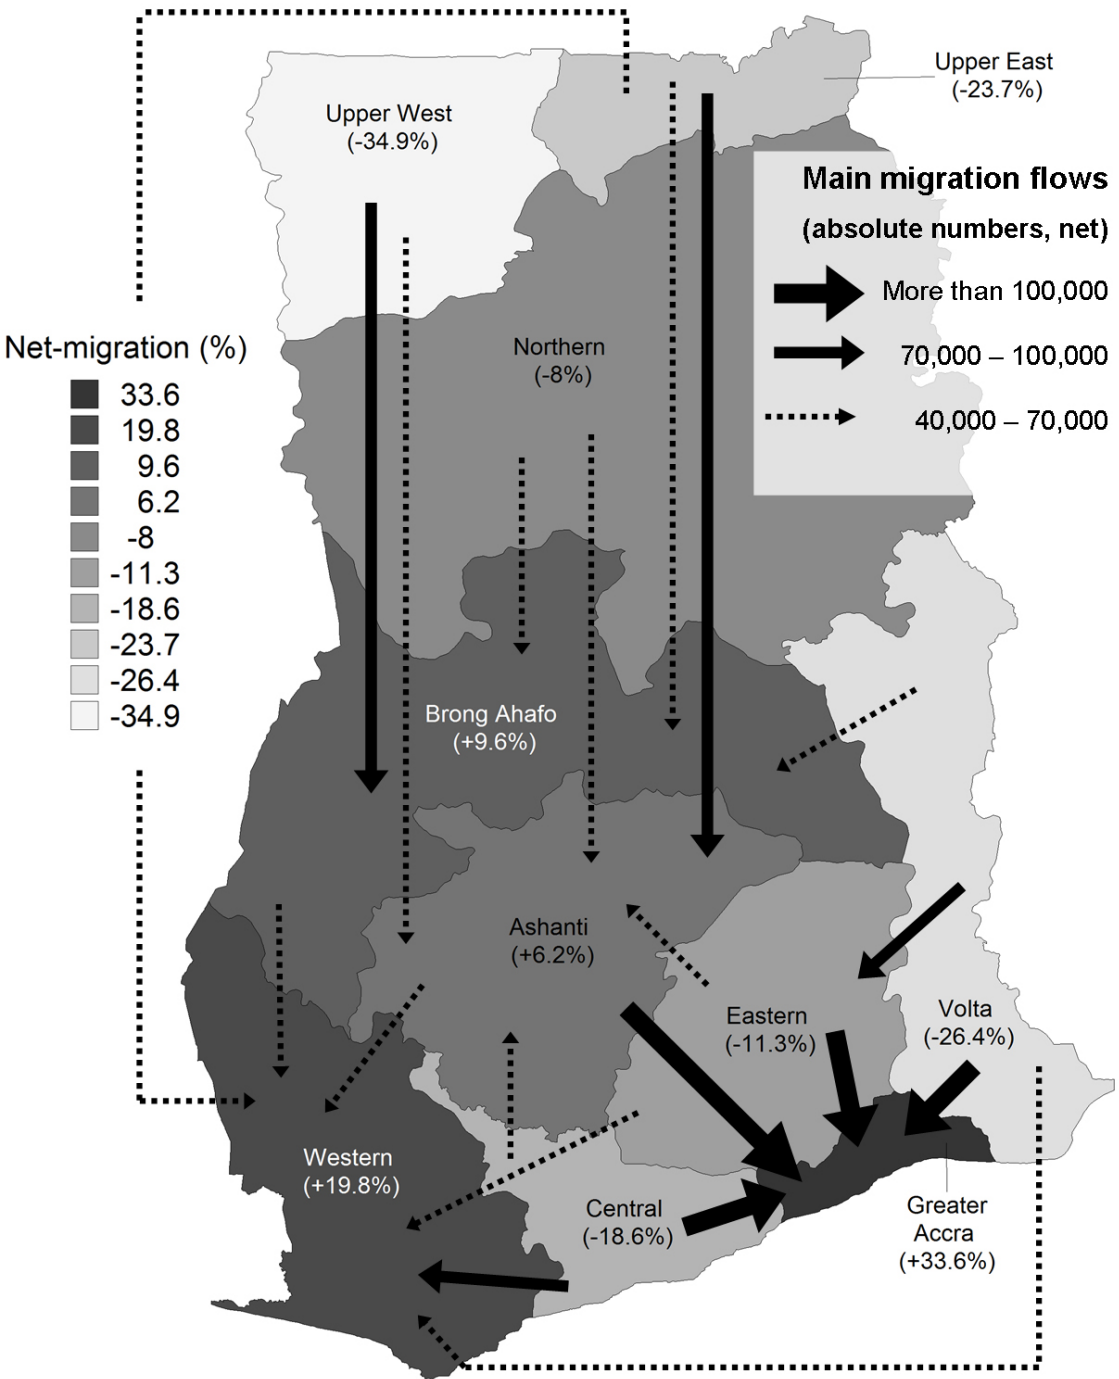 Upper East
(-23.7%)
Upper West
(-34.9%)
Main migration flows
(absolute numbers, net)
More than 100,000
70,000 – 100,000
40,000 – 70,000
Net-migration (%)
33.6
19.8
9.6
6.2
-8
-11.3
-18.6
-23.7
-26.4
-34.9
Northern
(-8%)
Brong Ahafo
(+9.6%)
Ashanti
(+6.2%)
Eastern
(-11.3%)
Volta
(-26.4%)
Western
(+19.8%)
Central
(-18.6%)
Greater
Accra
(+33.6%)